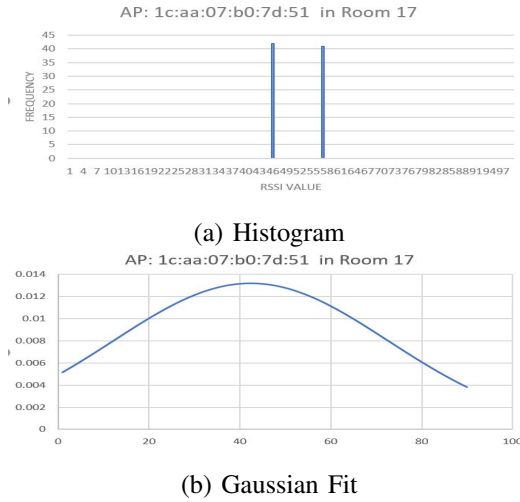 AP: 1c:aa:07:b0:7d:51 in Room 17
45
40
35
30
25
20
15
10
5
0
FREQUENCY
1 4 7 10131619222528313437404346495255586164677073767982858891 9497
RSSI VALUE
(a) Histogram
AP: 1c:aa:07:b0:7d:51 in Room 17
0.014
0.012
0.01
0.008
0.006
0.004
0.002
0
0 20 40 60 80 100
(b) Gaussian Fit